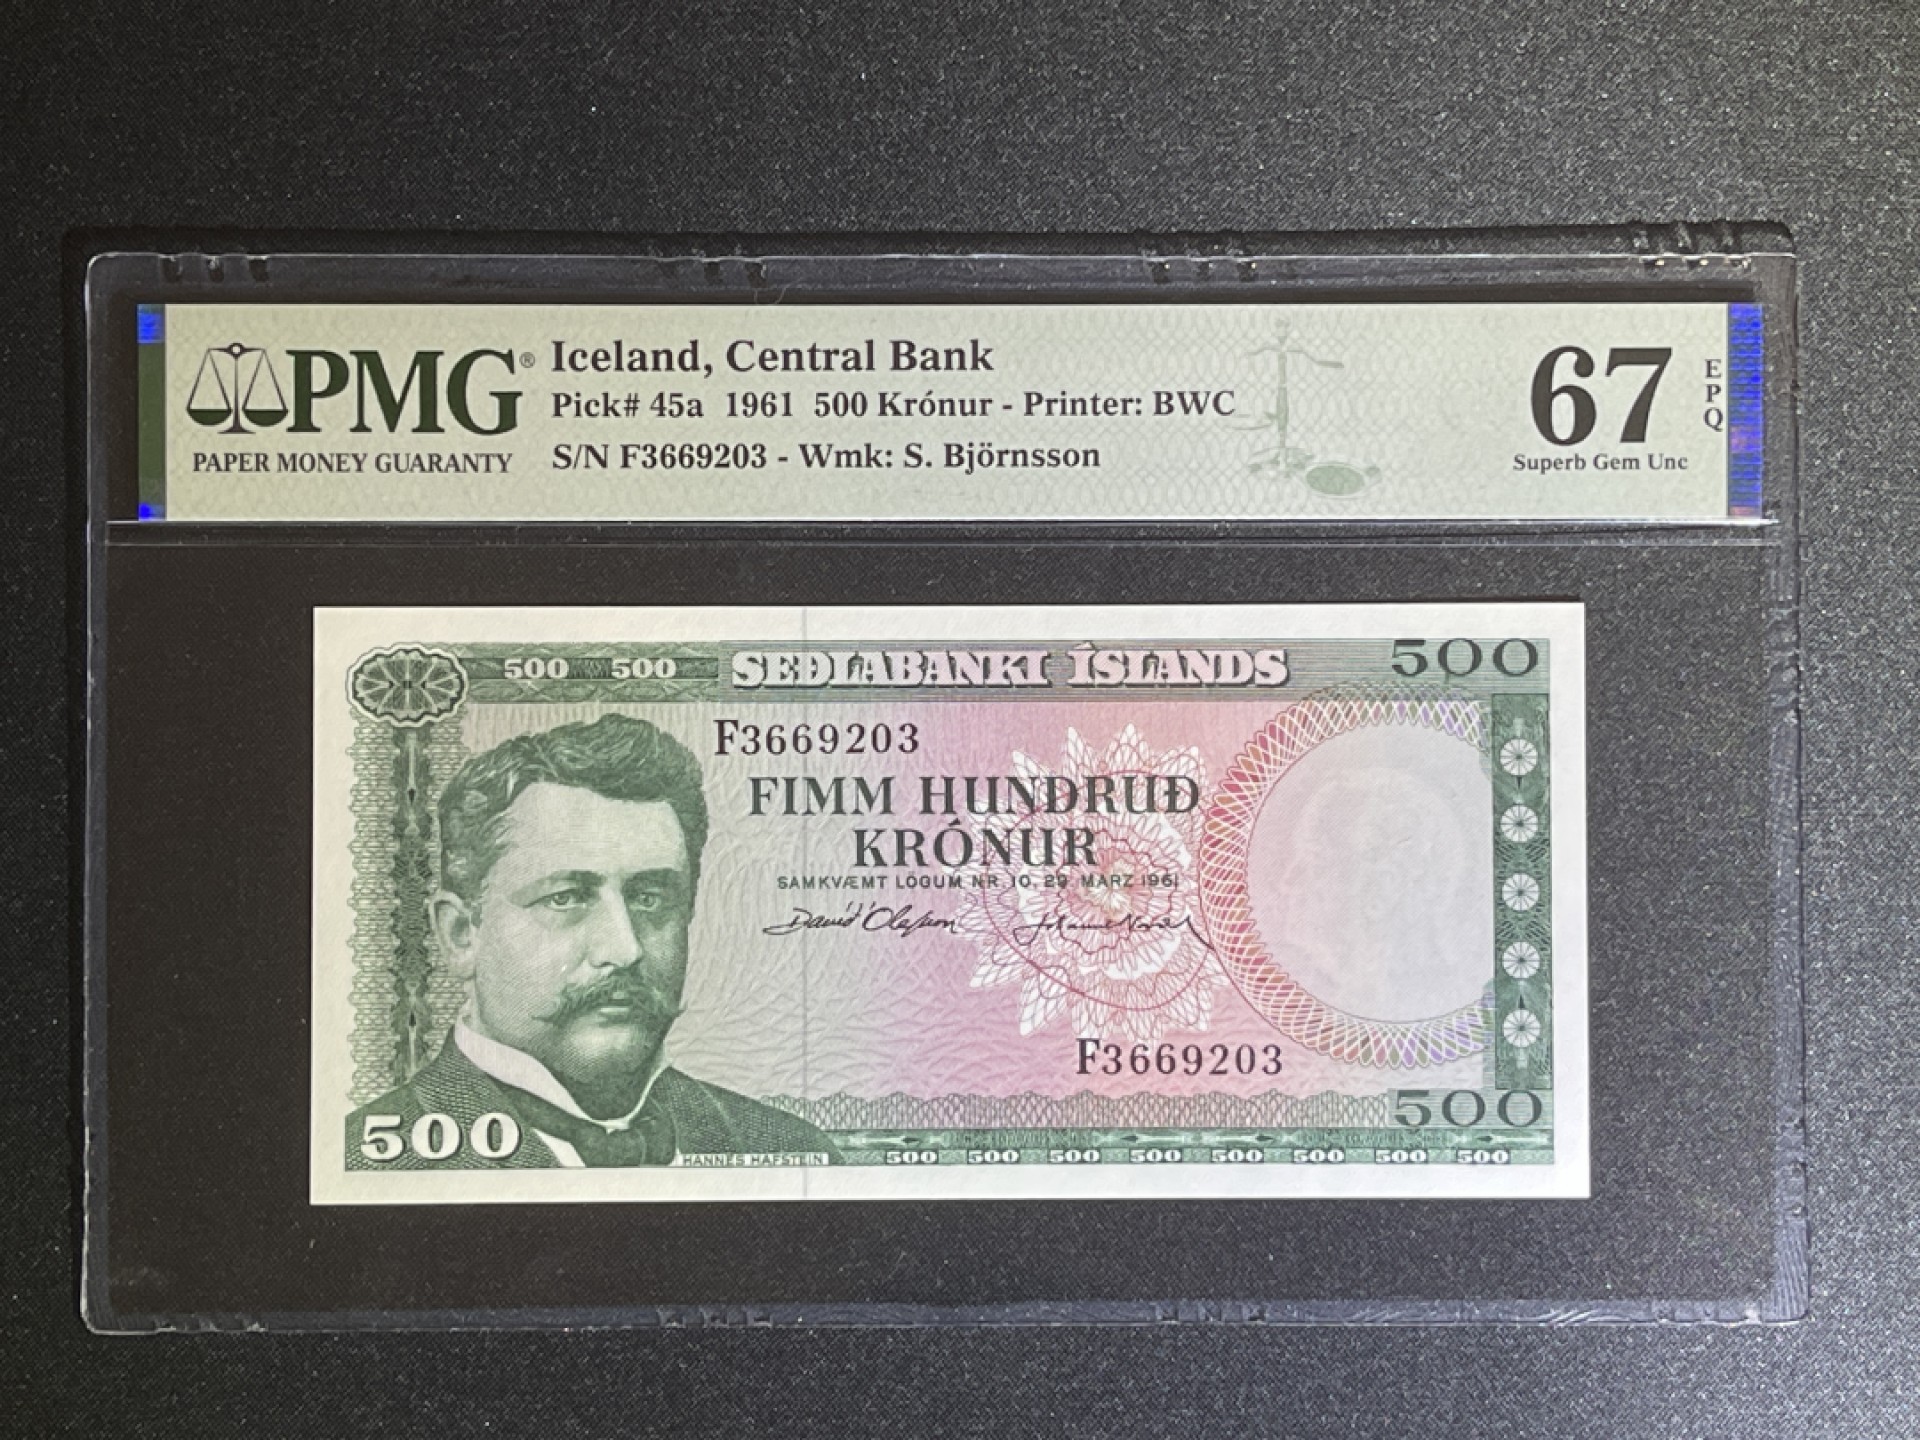 PMG®
PAPER MONEY GUARANTY
Iceland, Central Bank
Pick# 45a 1961 500 Krónur - Printer: BWC
S/N F3669203 - Wmk: S. Björnsson
67
EPQ
Superb Gem Unc
500 500 SEÐLABANKI ÍSLANDS 500
F3669203
FIMM HUNDRUÐ
KRÓNUR
SAMKVÆMT LÖGUM NR. 10, 29. MARZ 1961
Davíð Ólafsson
F3669203
500
500
HANNES HAFSTEIN
500 500 500 500 500 500 500 500